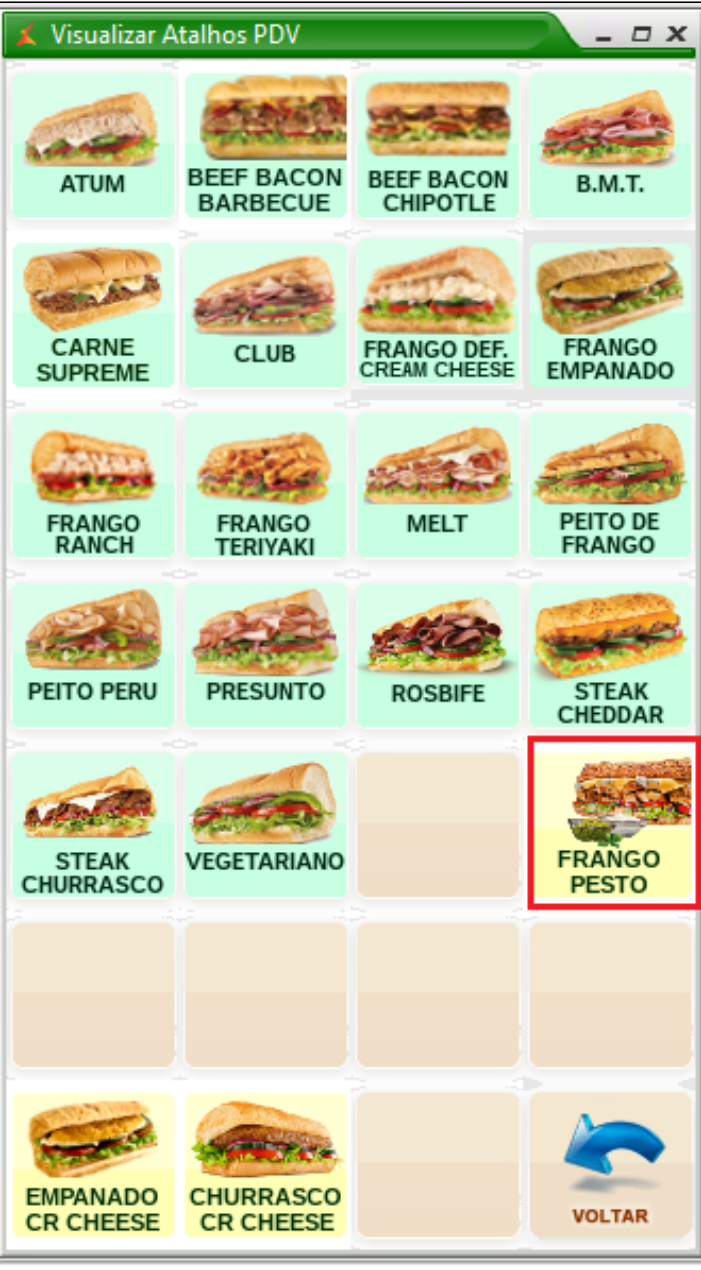 Visualizar Atalhos PDV
ATUM
BEEF BACON
BARBECUE
BEEF BACON
CHIPOTLE
B.M.T.
CARNE
SUPREME
CLUB
FRANGO DEF.
CREAM CHEESE
FRANGO
EMPANADO
FRANGO
RANCH
FRANGO
TERIYAKI
MELT
PEITO DE
FRANGO
PEITO PERU
PRESUNTO
ROSBIFE
STEAK
CHEDDAR
STEAK
CHURRASCO
VEGETARIANO
FRANGO
PESTO
EMPANADO
CR CHEESE
CHURRASCO
CR CHEESE
VOLTAR